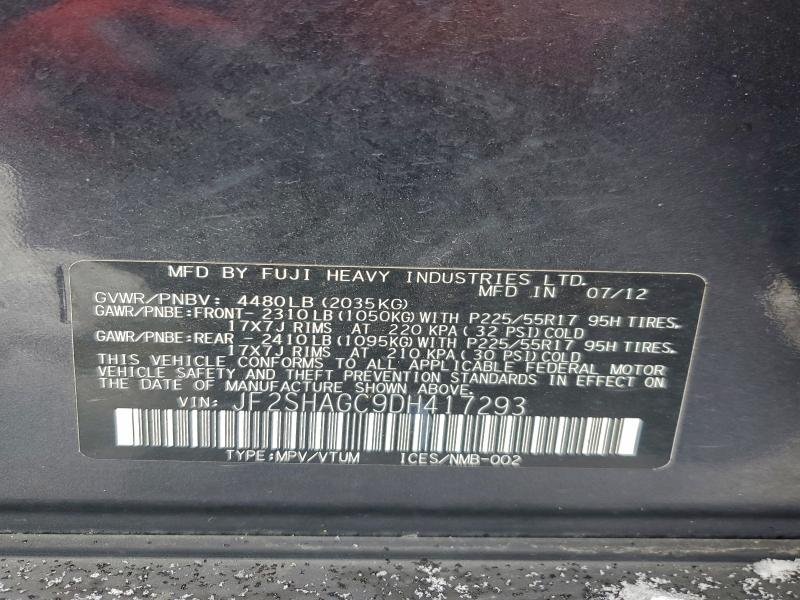 MFD BY FUJI HEAVY INDUSTRIES LTD.
GVWR/PNBV: 4480LB(2035KG) MFD IN 07/12
GAWR/PNBE:FRONT-2310LB(1050KG)WITH P225/55R17 95H TIRES,
17X7J RIMS AT 220 KPA(32 PSI)COLD
GAWR/PNBE:REAR -2410LB(1095KG)WITH P225/55R17 95H TIRES,
17X7J RIMS AT 210 KPA(30 PSI)COLD
THIS VEHICLE CONFORMS TO ALL APPLICABLE FEDERAL MOTOR
VEHICLE SAFETY AND THEFT PREVENTION STANDARDS IN EFFECT ON
THE DATE OF MANUFACTURE SHOWN ABOVE.
VIN: JF2SHAGC9DH417293
TYPE:MPV/VTUM ICES/NMB-002